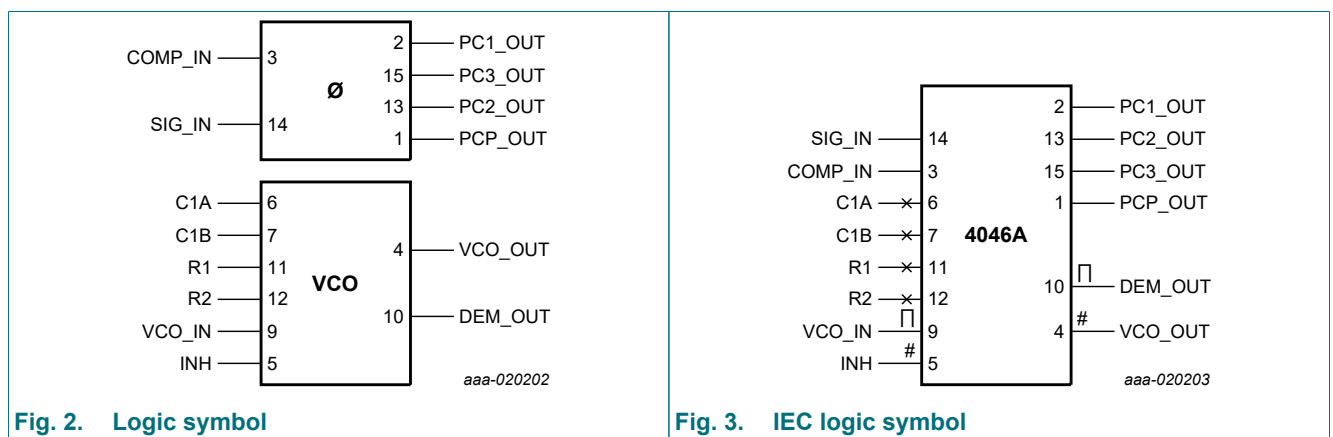 COMP_IN 3
SIG_IN 14
Ø
2 PC1_OUT
15 PC3_OUT
13 PC2_OUT
1 PCP_OUT
C1A 6
C1B 7
R1 11
R2 12
VCO_IN 9
INH 5
VCO
4 VCO_OUT
10 DEM_OUT
aaa-020202
Fig. 2. Logic symbol
SIG_IN 14
COMP_IN 3
C1A 6
C1B 7
R1 11
R2 12
VCO_IN 9
INH # 5
4046A
2 PC1_OUT
13 PC2_OUT
15 PC3_OUT
1 PCP_OUT
10 DEM_OUT
4 # VCO_OUT
aaa-020203
Fig. 3. IEC logic symbol